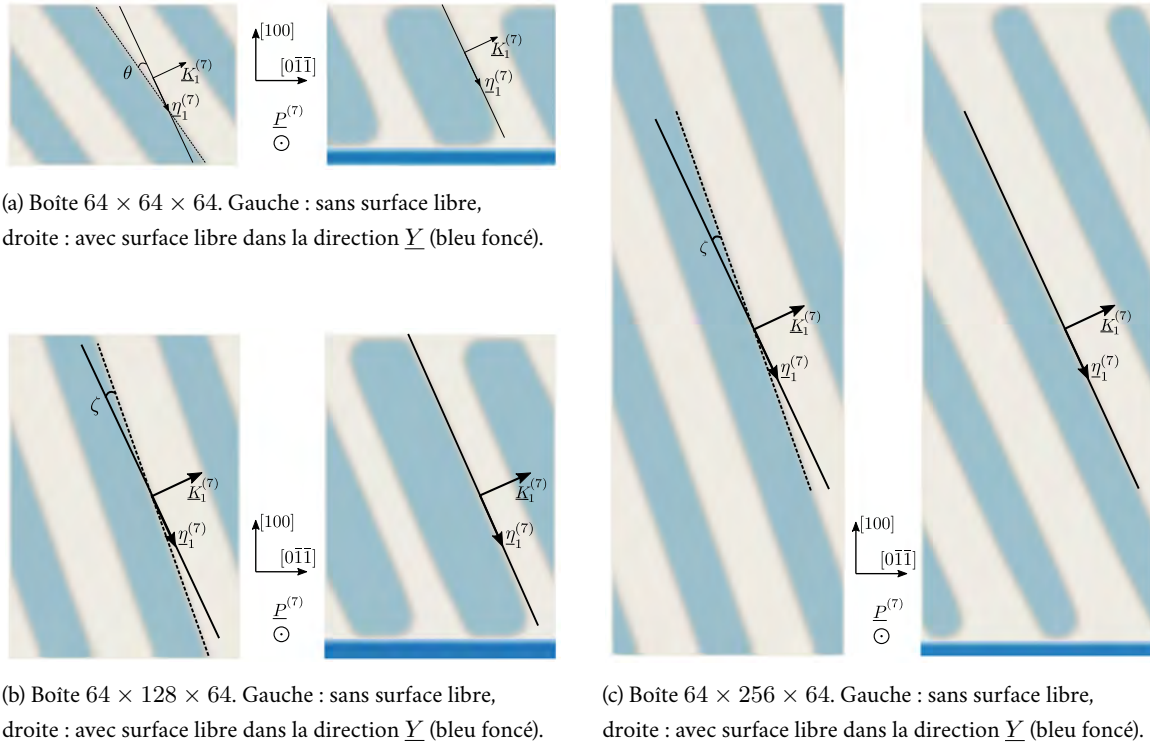 θ
K₁⁽⁷⁾
η₁⁽⁷⁾
[100]
[01̅1̅]
P⁽⁷⁾
K₁⁽⁷⁾
η₁⁽⁷⁾
(a) Boîte 64 × 64 × 64. Gauche : sans surface libre,
droite : avec surface libre dans la direction Y (bleu foncé).
ζ
K₁⁽⁷⁾
η₁⁽⁷⁾
[100]
[01̅1̅]
P⁽⁷⁾
K₁⁽⁷⁾
η₁⁽⁷⁾
(b) Boîte 64 × 128 × 64. Gauche : sans surface libre,
droite : avec surface libre dans la direction Y (bleu foncé).
ζ
K₁⁽⁷⁾
η₁⁽⁷⁾
[100]
[01̅1̅]
P⁽⁷⁾
K₁⁽⁷⁾
η₁⁽⁷⁾
(c) Boîte 64 × 256 × 64. Gauche : sans surface libre,
droite : avec surface libre dans la direction Y (bleu foncé).